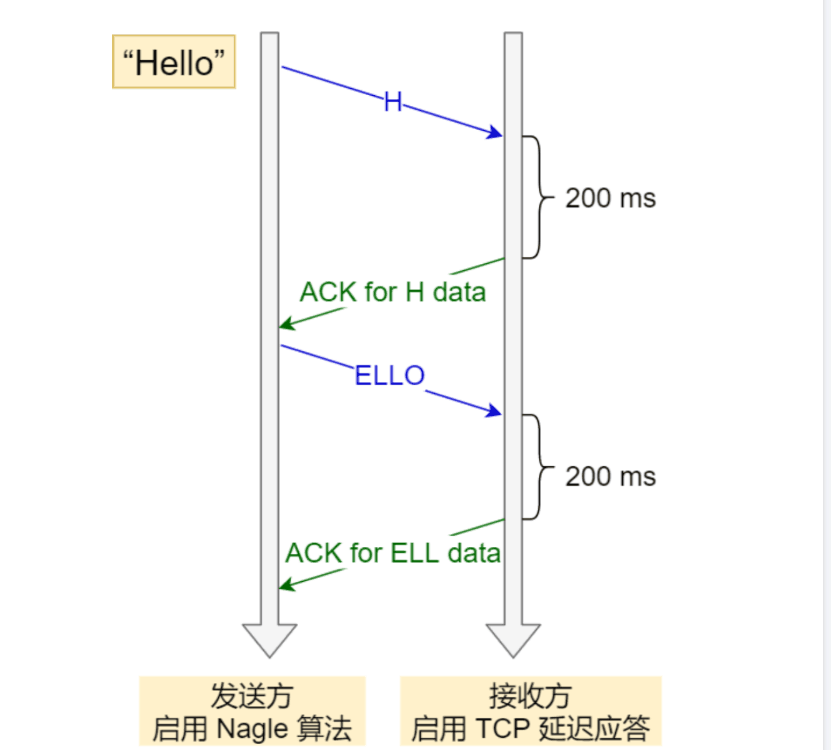 “Hello”
H
200 ms
ACK for H data
ELLO
200 ms
ACK for ELL data
发送方
启用 Nagle 算法
接收方
启用 TCP 延迟应答